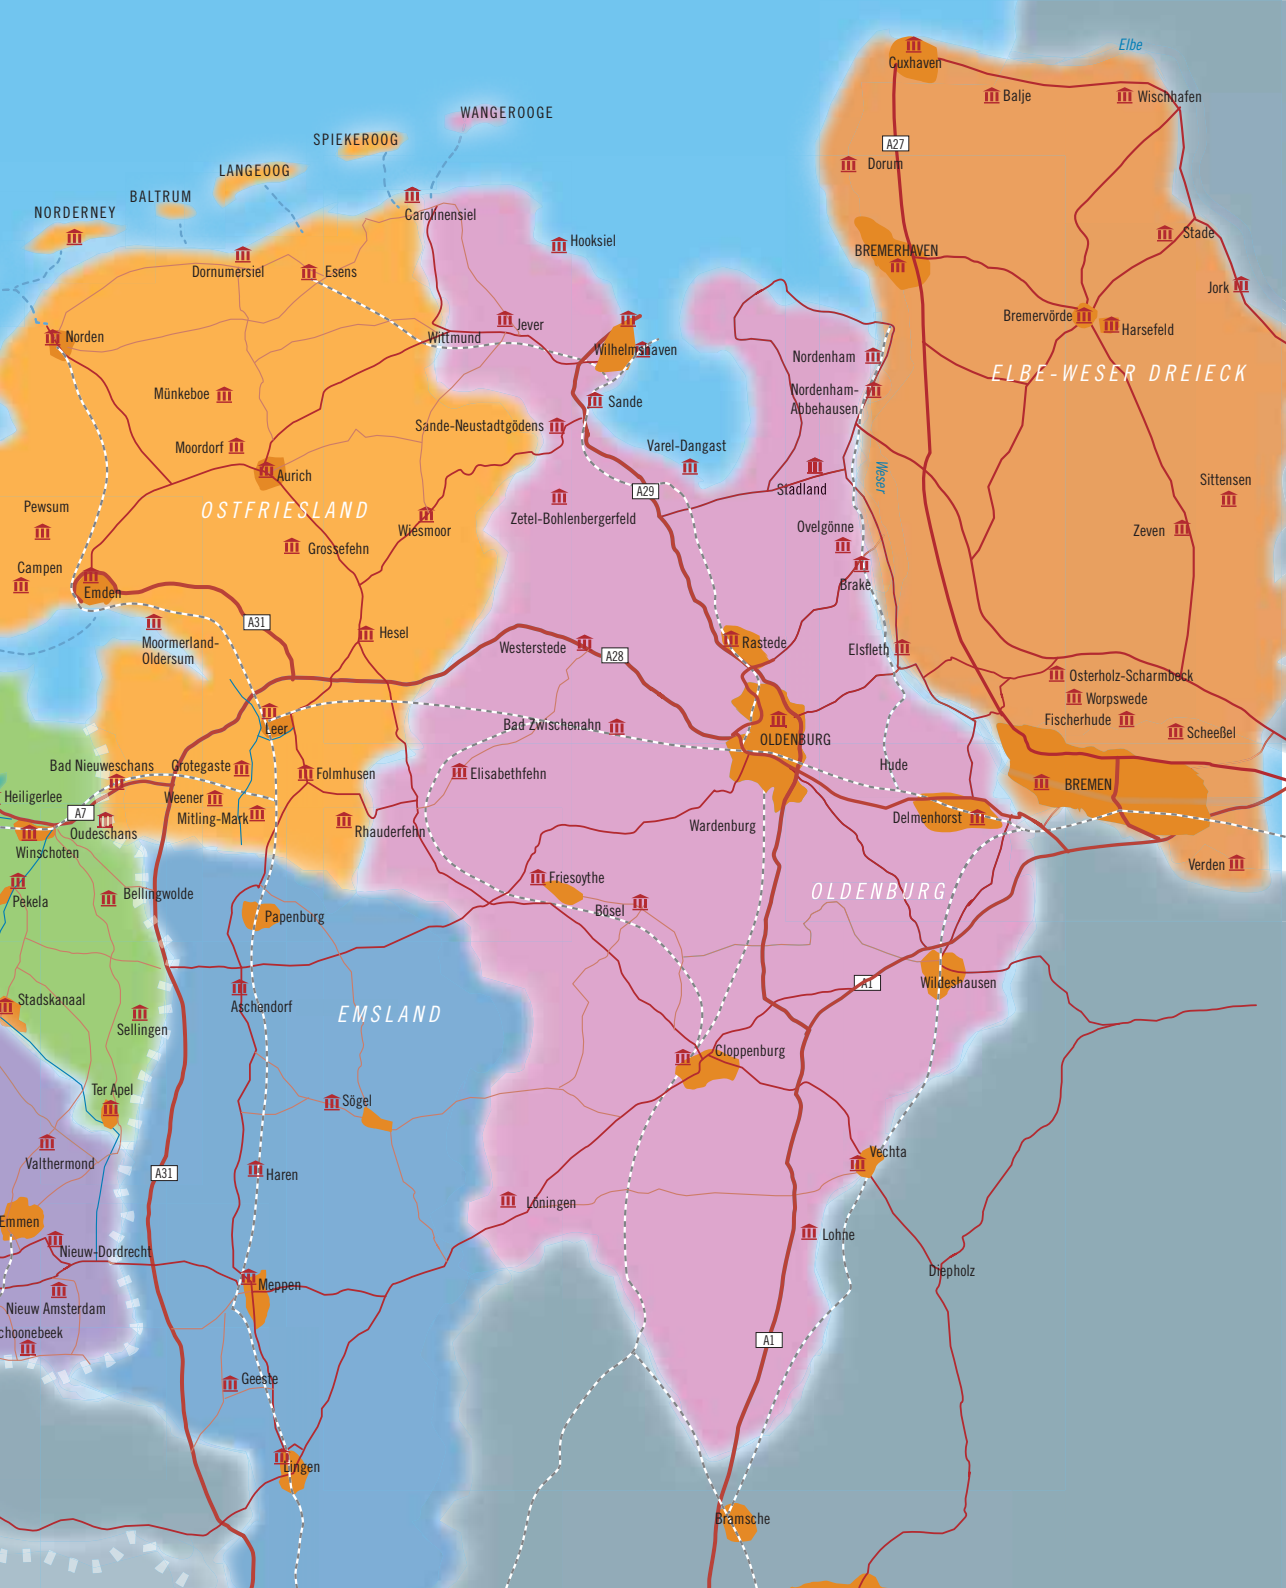 Elbe
Cuxhaven
Balje
Wischhafen
WANGEROOGE
SPIEKEROOG
A27
Dorum
LANGEOOG
BALTRUM
NORDERNEY
Carolinensiel
Stade
Hooksiel
BREMERHAVEN
Dornumersiel
Esens
Jork
Bremervörde
Harsefeld
Jever
Norden
Wittmund
Wilhelmshaven
Nordenham
ELBE-WESER DREIECK
Münkeboe
Nordenham-
Abbehausen
Sande
Sande-Neustadtgödens
Moordorf
Varel-Dangast
Aurich
Weser
Sittensen
Stadland
A29
Pewsum
OSTFRIESLAND
Zetel-Bohlenbergerfeld
Wiesmoor
Ovelgönne
Zeven
Grossefehn
Campen
Brake
Emden
A31
Moormerland-
Oldersum
Hesel
Westerstede
A28
Rastede
Elsfleth
Osterholz-Scharmbeck
Worpswede
Fischerhude
Scheeßel
Leer
Bad Zwischenahn
OLDENBURG
Bad Nieuweschans
Grotegaste
Folmhusen
Elisabethfehn
Hude
BREMEN
Heiligerlee
Weener
A7
Mitling-Mark
Delmenhorst
Oudeschans
Rhauderfehn
Wardenburg
Winschoten
Verden
Friesoythe
OLDENBURG
Pekela
Bellingwolde
Bösel
Papenburg
A1
Wildeshausen
Stadskanaal
Aschendorf
EMSLAND
Sellingen
Cloppenburg
Ter Apel
Sögel
Valthermond
A31
Haren
Vechta
Löningen
Emmen
Lohne
Nieuw-Dordrecht
Diepholz
Meppen
Nieuw Amsterdam
choonebeek
A1
Geeste
Lingen
Bramsche